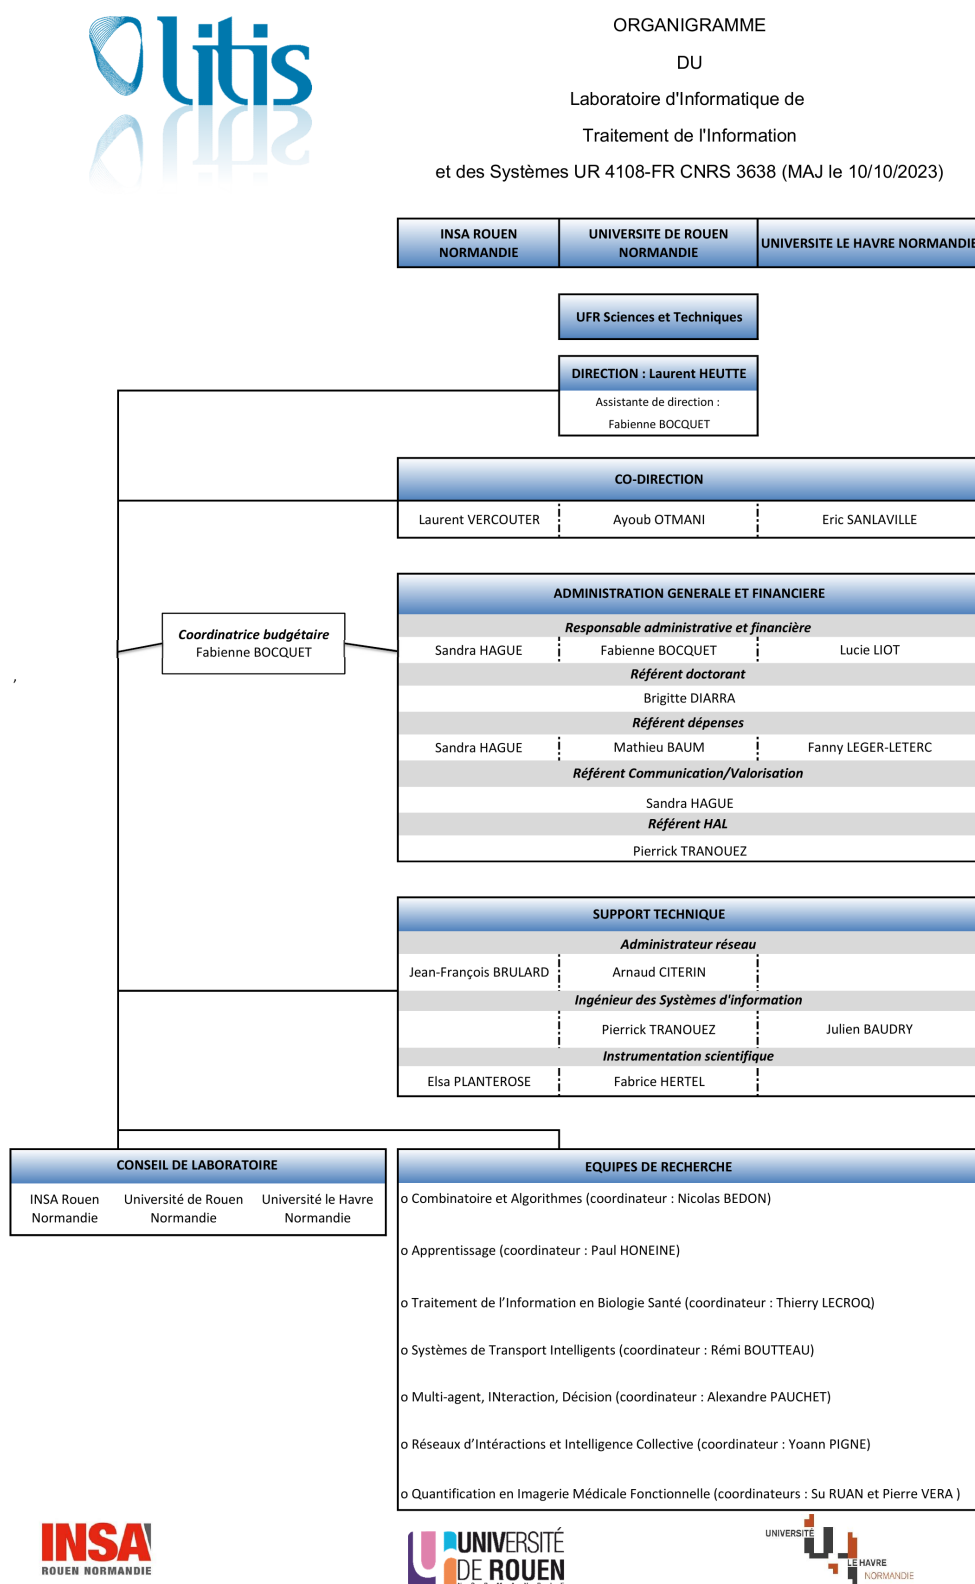 litis
ORGANIGRAMME
DU
Laboratoire d'Informatique de
Traitement de l'Information
et des Systèmes UR 4108-FR CNRS 3638 (MAJ le 10/10/2023)
INSA ROUEN NORMANDIE
UNIVERSITE DE ROUEN NORMANDIE
UNIVERSITE LE HAVRE NORMANDIE
UFR Sciences et Techniques
DIRECTION : Laurent HEUTTE
Assistante de direction :
Fabienne BOCQUET
CO-DIRECTION
Laurent VERCOUTER Ayoub OTMANI Eric SANLAVILLE
Coordinatrice budgétaire
Fabienne BOCQUET
,
ADMINISTRATION GENERALE ET FINANCIERE
Responsable administrative et financière
Sandra HAGUE Fabienne BOCQUET Lucie LIOT
Référent doctorant
Brigitte DIARRA
Référent dépenses
Sandra HAGUE Mathieu BAUM Fanny LEGER-LETERC
Référent Communication/Valorisation
Sandra HAGUE
Référent HAL
Pierrick TRANOUEZ
SUPPORT TECHNIQUE
Administrateur réseau
Jean-François BRULARD Arnaud CITERIN
Ingénieur des Systèmes d'information
Pierrick TRANOUEZ Julien BAUDRY
Instrumentation scientifique
Elsa PLANTEROSE Fabrice HERTEL
CONSEIL DE LABORATOIRE
INSA Rouen Normandie
Université de Rouen Normandie
Université le Havre Normandie
EQUIPES DE RECHERCHE
o Combinatoire et Algorithmes (coordinateur : Nicolas BEDON)
o Apprentissage (coordinateur : Paul HONEINE)
o Traitement de l’Information en Biologie Santé (coordinateur : Thierry LECROQ)
o Systèmes de Transport Intelligents (coordinateur : Rémi BOUTTEAU)
o Multi-agent, INteraction, Décision (coordinateur : Alexandre PAUCHET)
o Réseaux d’Intéractions et Intelligence Collective (coordinateur : Yoann PIGNE)
o Quantification en Imagerie Médicale Fonctionnelle (coordinateurs : Su RUAN et Pierre VERA )
INSA
ROUEN NORMANDIE
UNIVERSITÉ
DE ROUEN
UNIVERSITÉ
LE HAVRE
NORMANDIE